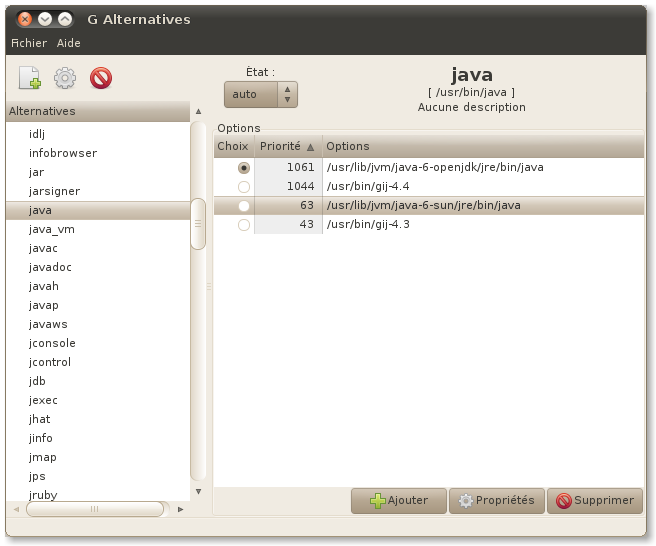 G Alternatives
Fichier Aide
État :
auto
java
[ /usr/bin/java ]
Aucune description
Alternatives
idlj
infobrowser
jar
jarsigner
java
java_vm
javac
javadoc
javah
javap
javaws
jconsole
jcontrol
jdb
jexec
jhat
jinfo
jmap
jps
jruby
Options
Choix Priorité Options
1061 /usr/lib/jvm/java-6-openjdk/jre/bin/java
1044 /usr/bin/gij-4.4
63 /usr/lib/jvm/java-6-sun/jre/bin/java
43 /usr/bin/gij-4.3
Ajouter Propriétés Supprimer